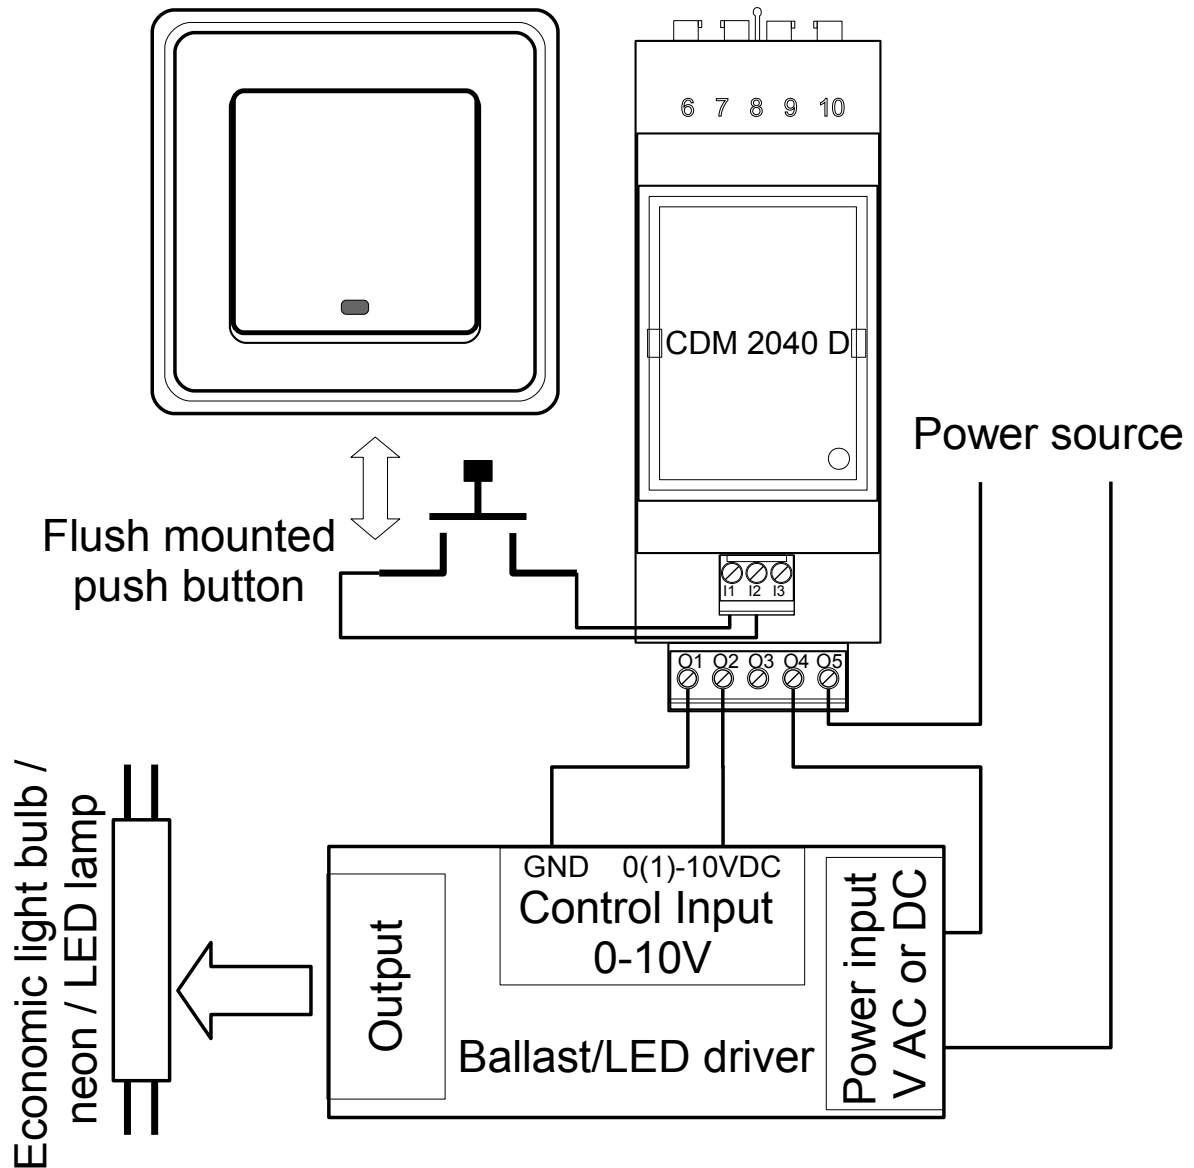 6 7 8 9 10
CDM 2040 D
Power source
Flush mounted
push button
I1 I2 I3
O1 O2 O3 O4 O5
Economic light bulb /
neon / LED lamp
GND 0(1)-10VDC
Control Input
0-10V
Output
Power input
V AC or DC
Ballast/LED driver